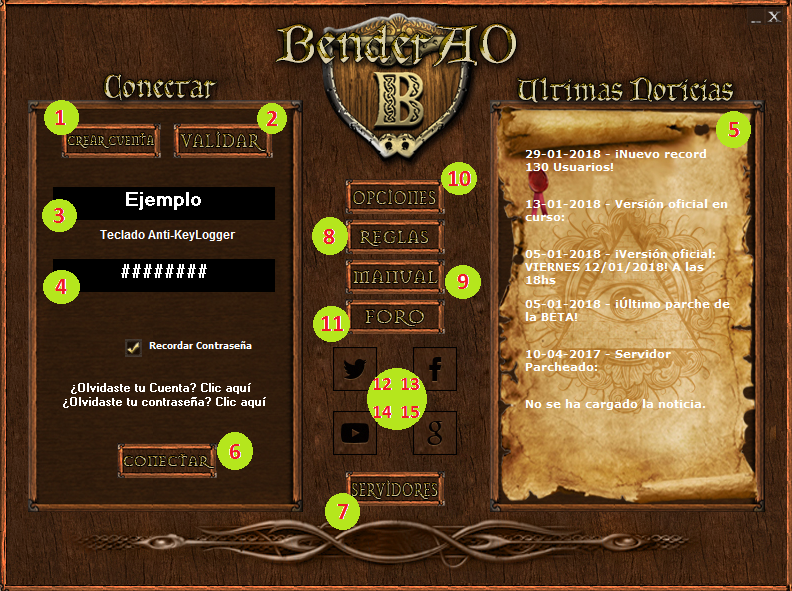 BenderAO
B
X
Conectar
1
CREAR CUENTA
2
VALIDAR
3
Ejemplo
Teclado Anti-KeyLogger
4
########
Recordar Contraseña
¿Olvidaste tu Cuenta? Clic aquí
¿Olvidaste tu contraseña? Clic aquí
CONECTAR
6
10
OPCIONES
8
REGLAS
MANUAL
9
11
FORO
12 13
14 15
f
g
SERVIDORES
7
Ultimas Noticias
5
29-01-2018 - ¡Nuevo record
130 Usuarios!
13-01-2018 - Versión oficial en
curso:
05-01-2018 - ¡Versión oficial:
VIERNES 12/01/2018! A las
18hs
05-01-2018 - ¡Último parche de
la BETA!
10-04-2017 - Servidor
Parcheado:
No se ha cargado la noticia.